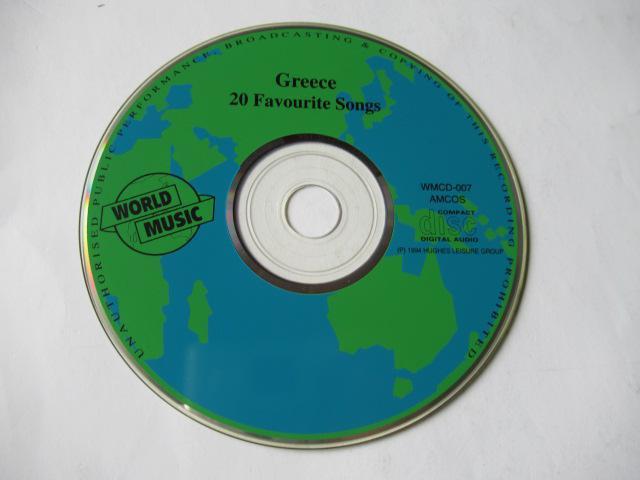 UNAUTHORISED PUBLIC PERFORMANCE, BROADCASTING & COPYING OF THIS RECORDING PROHIBITED
Greece
20 Favourite Songs
WORLD
MUSIC
WMCD-007
AMCOS
COMPACT
disc
DIGITAL AUDIO
(P) 1994 HUGHES LEISURE GROUP